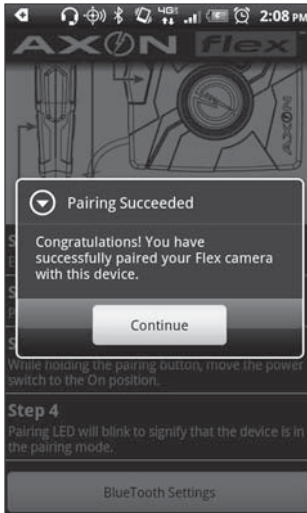 4G
2:08 PM
AXON flex
AXON
Pairing Succeeded
Congratulations! You have
successfully paired your Flex camera
with this device.
Continue
While holding the pairing button, move the power
switch to the On position.
Step 4
Pairing LED will blink to signify that the device is in
the pairing mode.
BlueTooth Settings